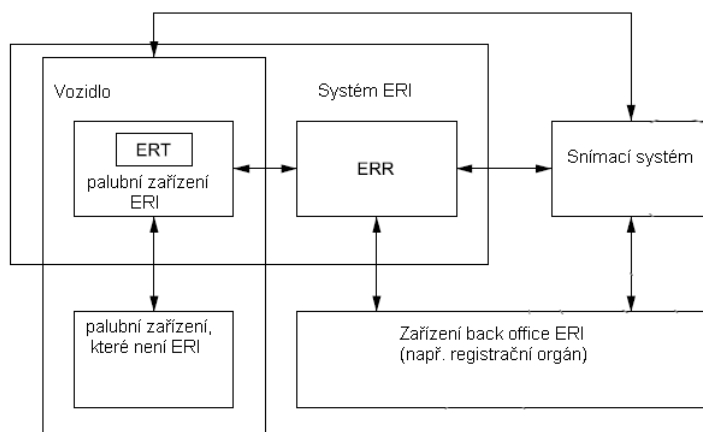 Vozidlo
Systém ERI
ERT
palubní zařízení
ERI
ERR
Snímací systém
palubní zařízení,
které není ERI
Zařízení back office ERI
(např. registrační orgán)